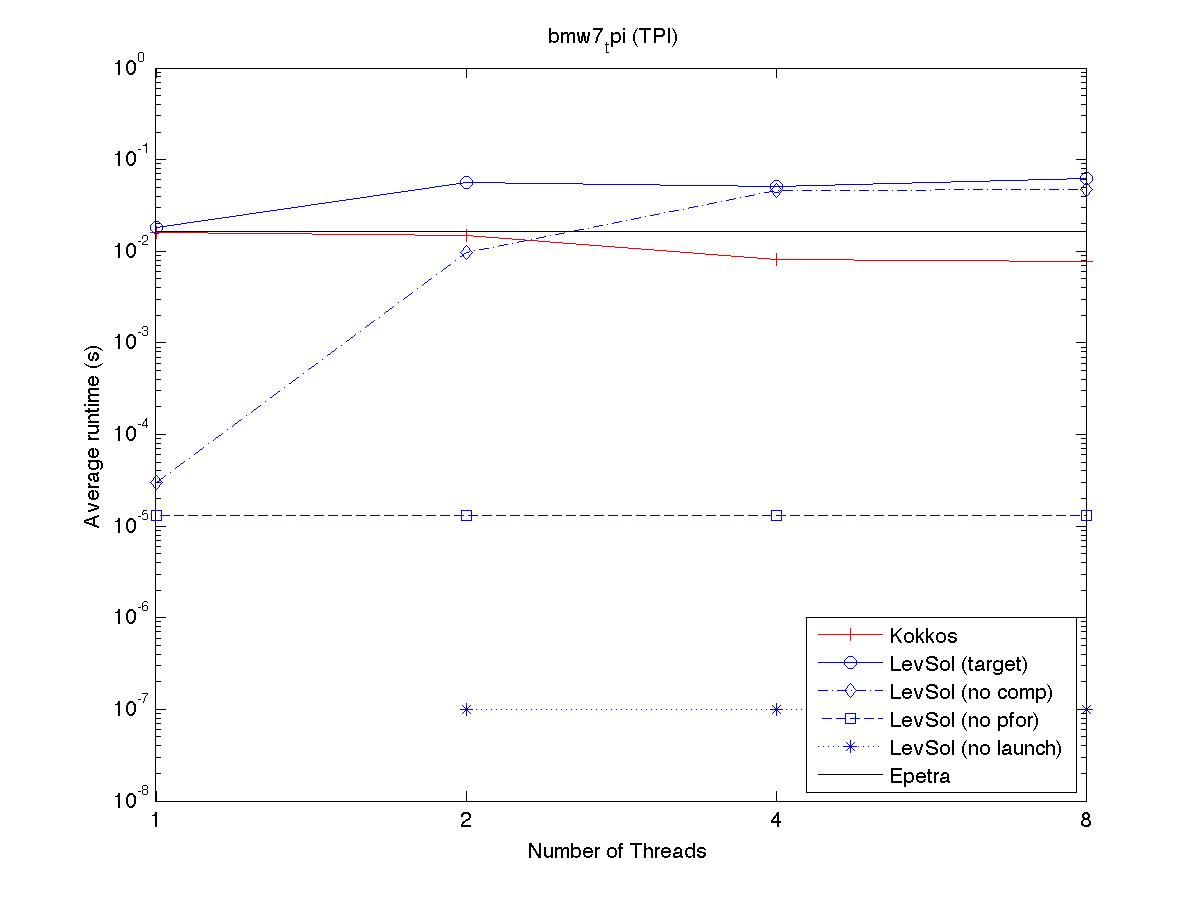 bmw7_tpi (TPI)
10^0
10^-1
10^-2
10^-3
10^-4
10^-5
10^-6
10^-7
10^-8
Average runtime (s)
Kokkos
LevSol (target)
LevSol (no comp)
LevSol (no pfor)
LevSol (no launch)
Epetra
1 2 4 8
Number of Threads